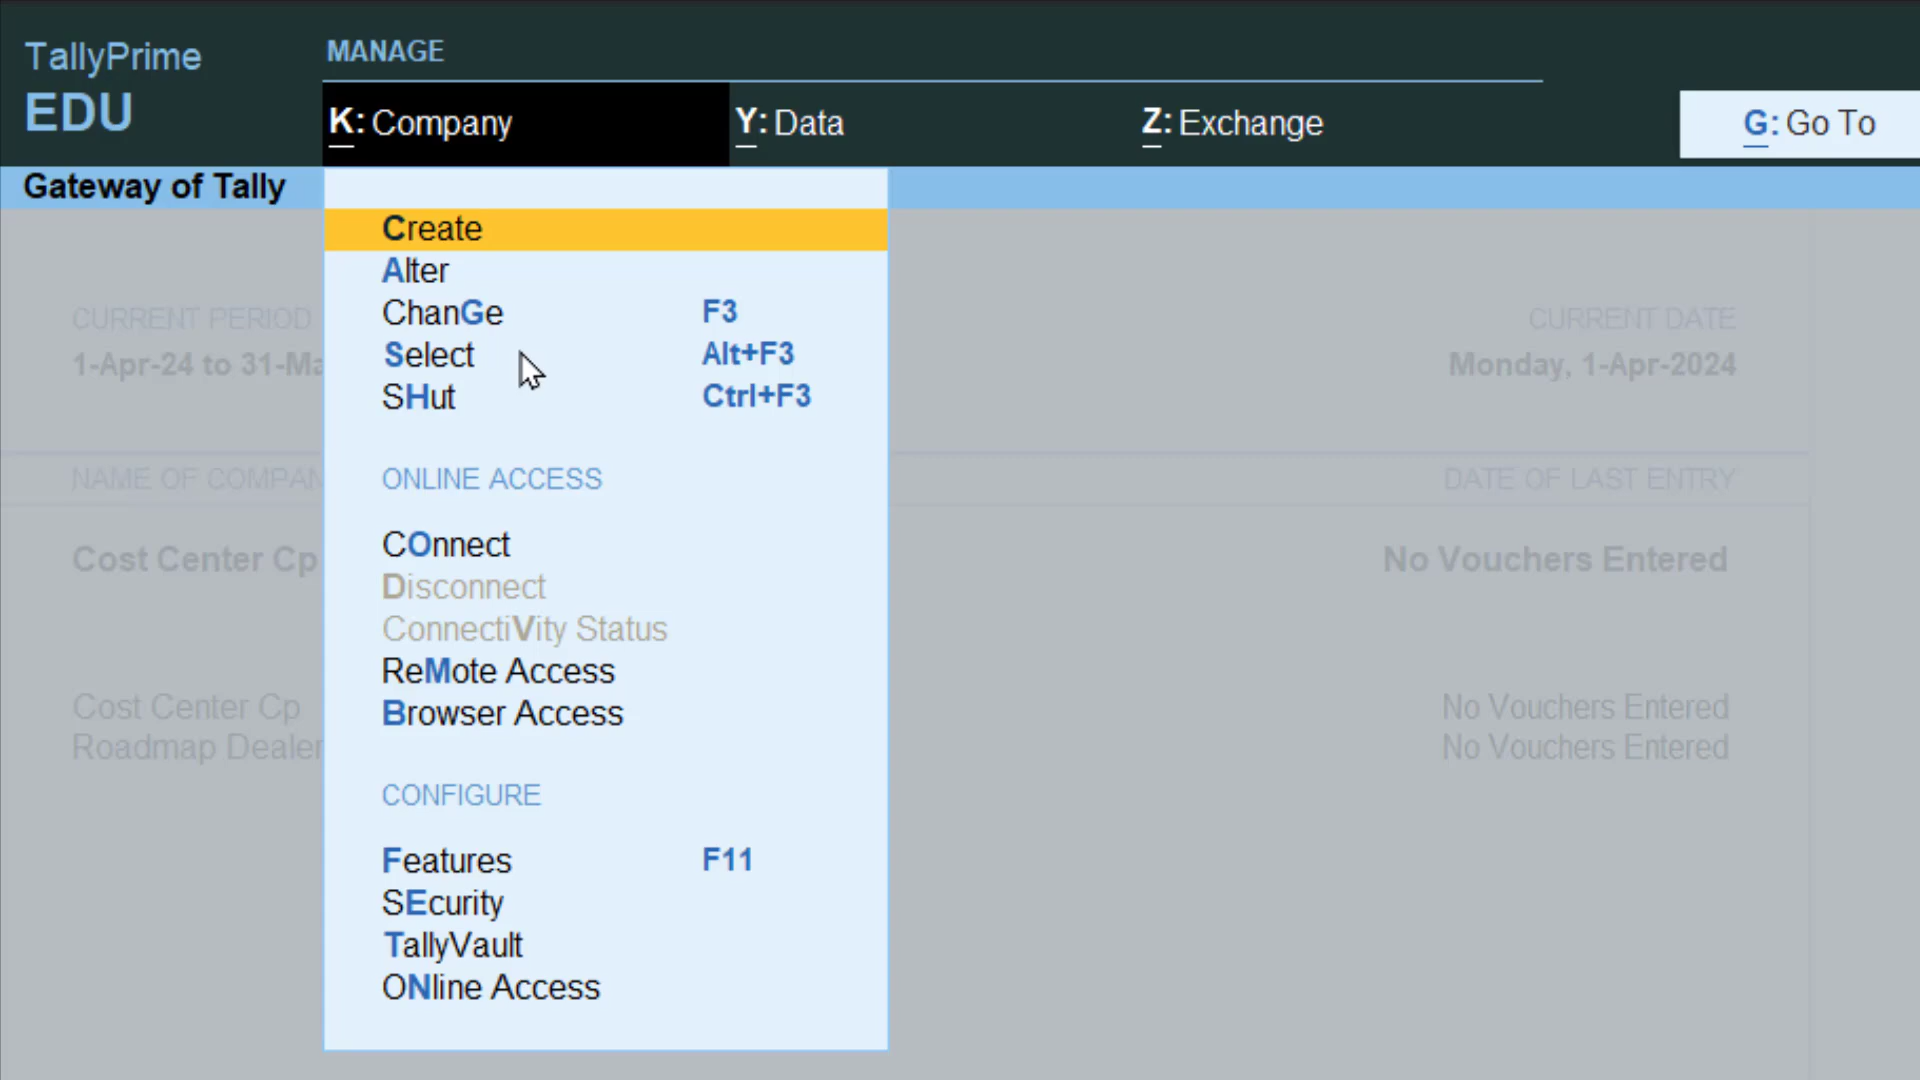 TallyPrime
EDU
MANAGE
K: Company
Y: Data
Z: Exchange
G: Go To
Gateway of Tally
Create
Alter
ChanGe F3
Select Alt+F3
SHut Ctrl+F3
ONLINE ACCESS
COnnect
Disconnect
ConnectiVity Status
ReMote Access
Browser Access
CONFIGURE
Features F11
SEcurity
TallyVault
ONline Access
CURRENT PERIOD
1-Apr-24 to 31-Ma
CURRENT DATE
Monday, 1-Apr-2024
NAME OF COMPAN
DATE OF LAST ENTRY
Cost Center Cp
No Vouchers Entered
Cost Center Cp
No Vouchers Entered
Roadmap Dealer
No Vouchers Entered